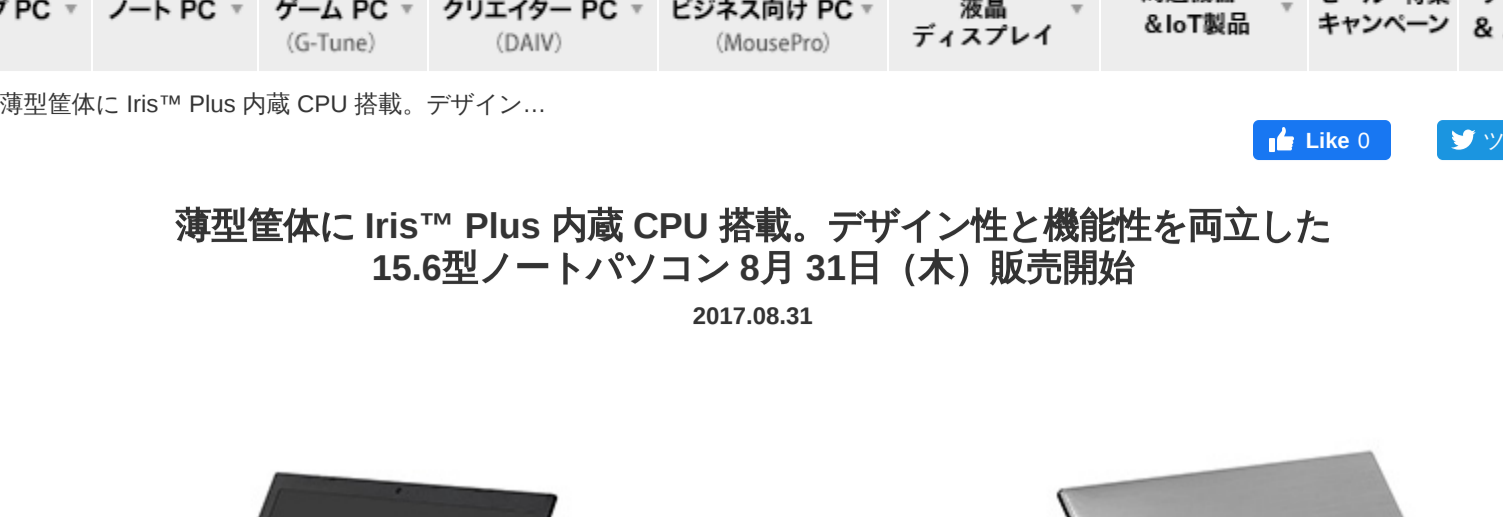 PC ノート PC ゲーム PC クリエイター PC ビジネス向け PC 液晶
(G-Tune) (DAIV) (MousePro) ディスプレイ &IoT製品 キャンペーン &
薄型筐体に Iris™ Plus 内蔵 CPU 搭載。デザイン…
Like 0 ツ
薄型筐体に Iris™ Plus 内蔵 CPU 搭載。デザイン性と機能性を両立した
15.6型ノートパソコン 8月 31日（木）販売開始
2017.08.31